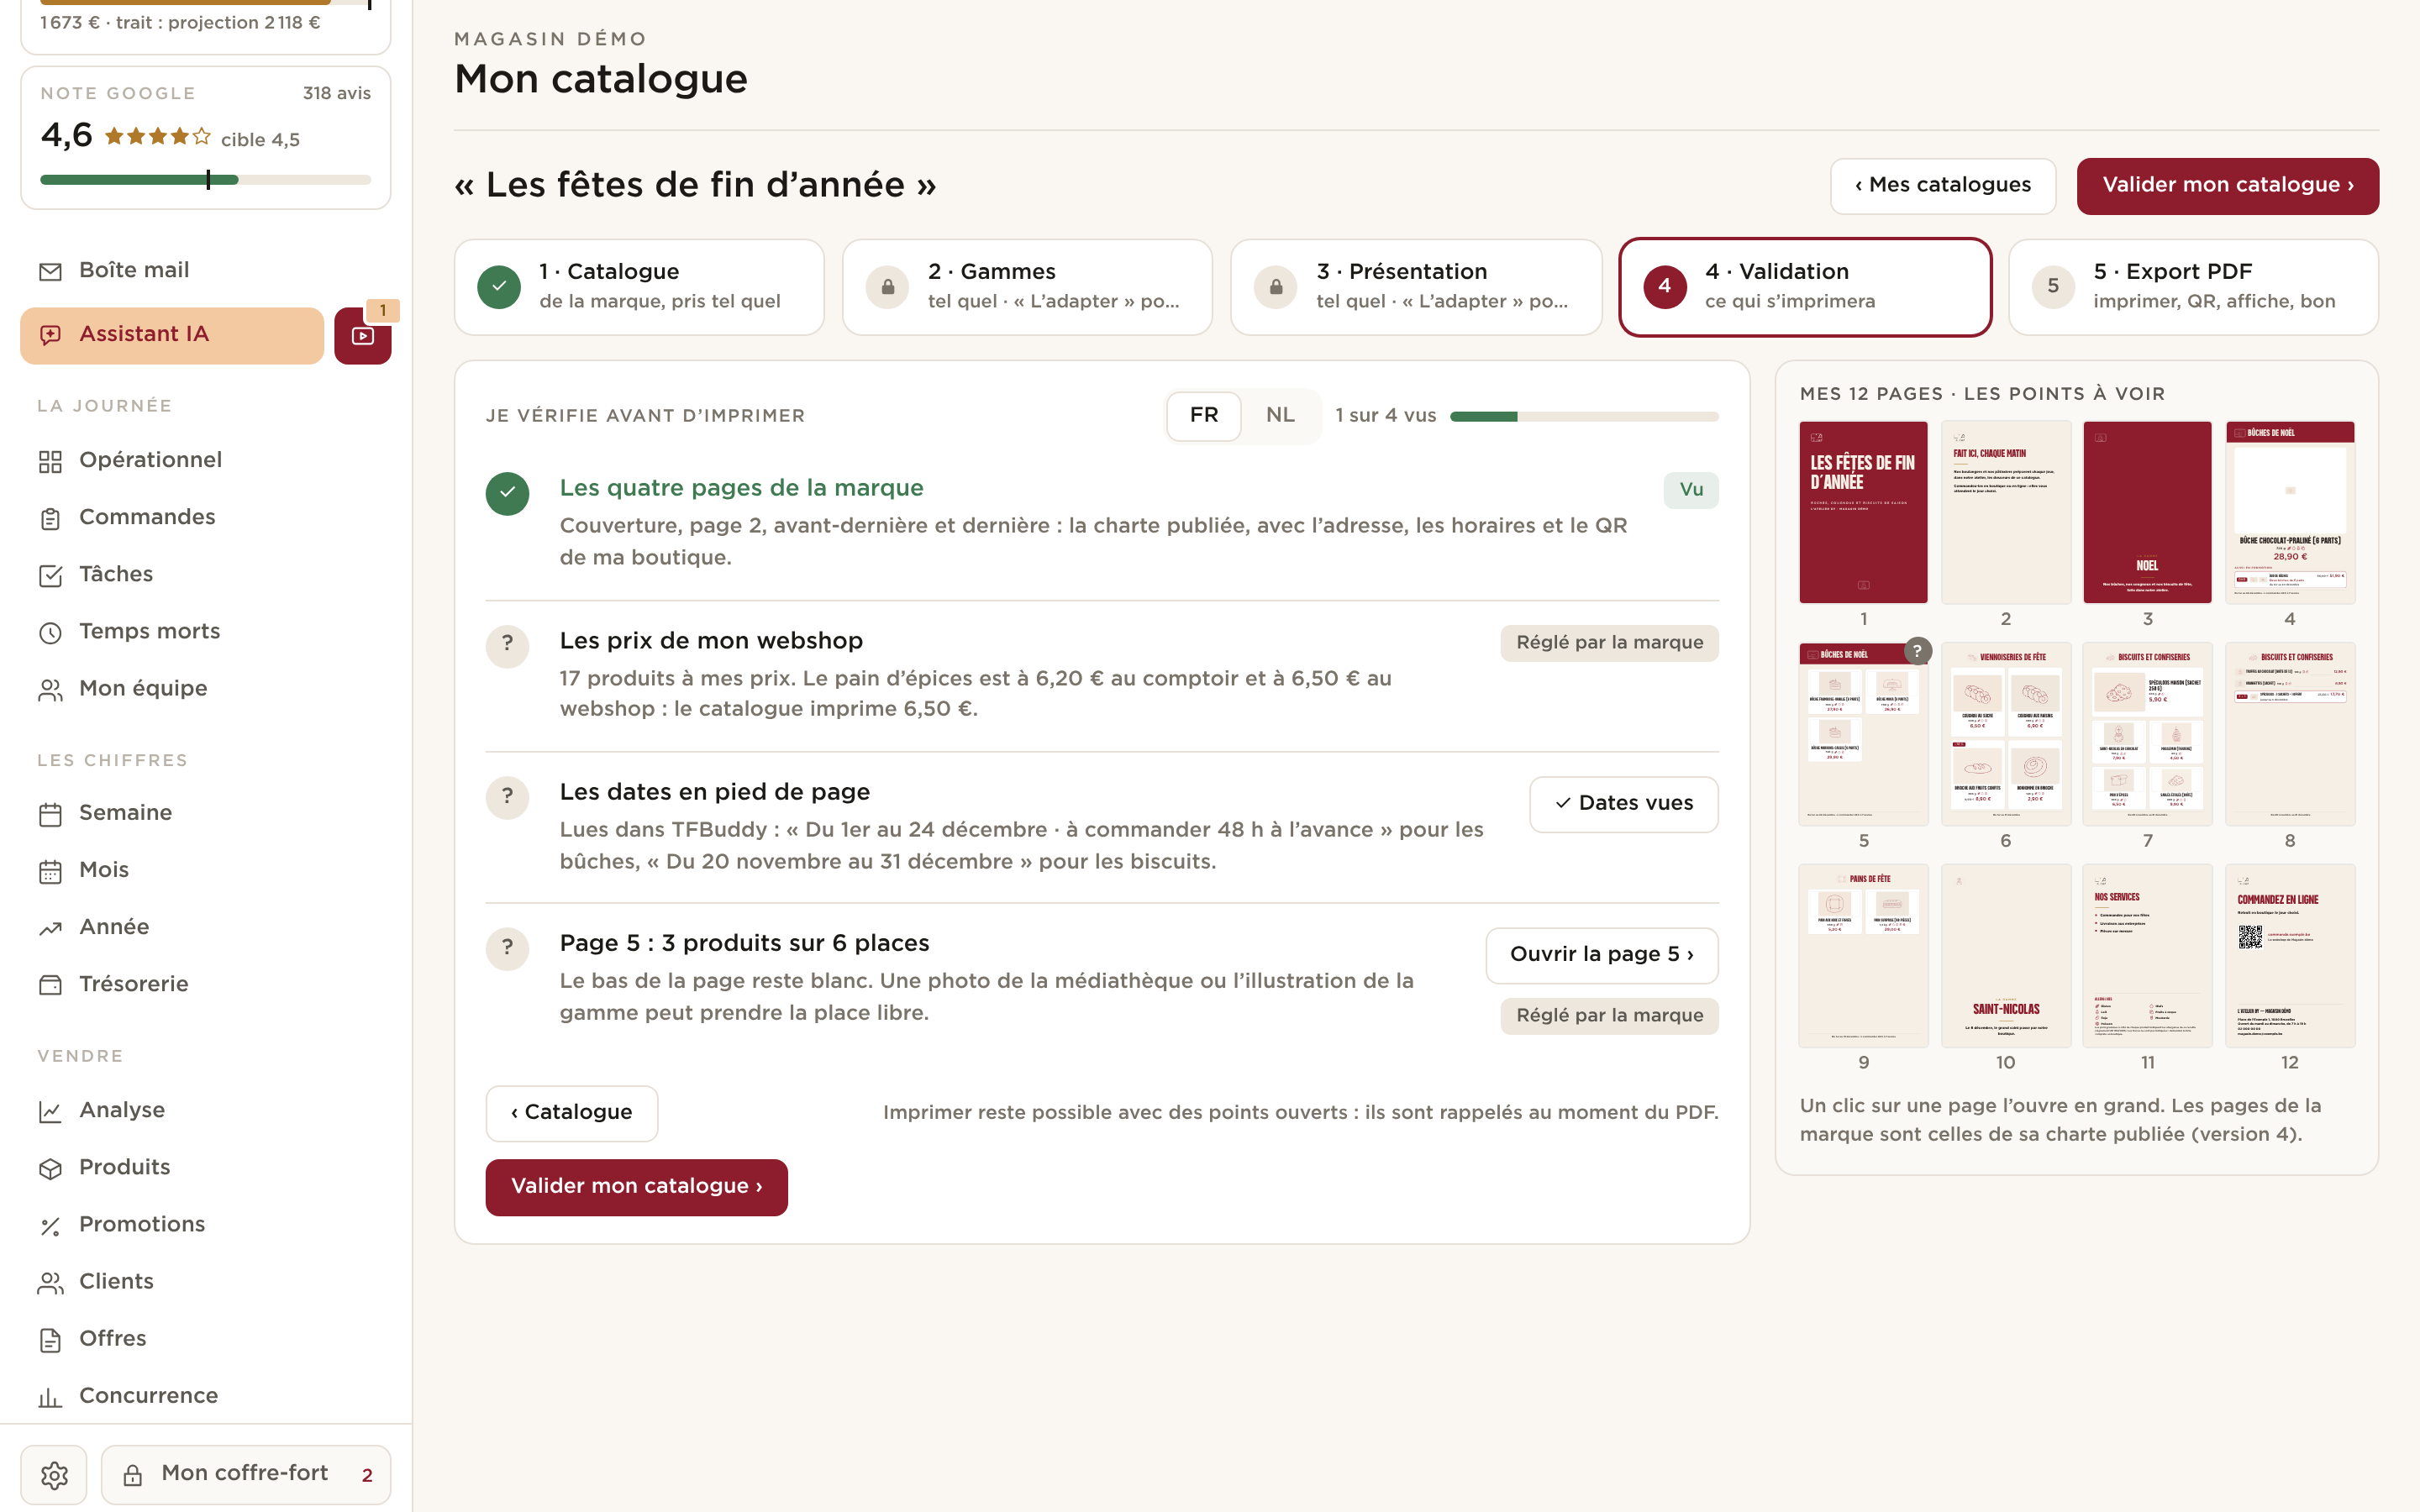 1 673 € · trait : projection 2 118 €
NOTE GOOGLE
318 avis
4,6
cible 4,5
Boîte mail
Assistant IA
1
LA JOURNÉE
Opérationnel
Commandes
Tâches
Temps morts
Mon équipe
LES CHIFFRES
Semaine
Mois
Année
Trésorerie
VENDRE
Analyse
Produits
Promotions
Clients
Offres
Concurrence
Mon coffre-fort
2
MAGASIN DÉMO
Mon catalogue
« Les fêtes de fin d’année »
‹ Mes catalogues
Valider mon catalogue ›
1 · Catalogue
de la marque, pris tel quel
2 · Gammes
tel quel · « L’adapter » po…
3 · Présentation
tel quel · « L’adapter » po…
4
4 · Validation
ce qui s’imprimera
5
5 · Export PDF
imprimer, QR, affiche, bon
JE VÉRIFIE AVANT D’IMPRIMER
FR
NL
1 sur 4 vus
Les quatre pages de la marque
Vu
Couverture, page 2, avant-dernière et dernière : la charte publiée, avec l’adresse, les horaires et le QR
de ma boutique.
?
Les prix de mon webshop
Réglé par la marque
17 produits à mes prix. Le pain d’épices est à 6,20 € au comptoir et à 6,50 € au
webshop : le catalogue imprime 6,50 €.
?
Les dates en pied de page
Dates vues
Lues dans TFBuddy : « Du 1er au 24 décembre · à commander 48 h à l’avance » pour les
bûches, « Du 20 novembre au 31 décembre » pour les biscuits.
?
Page 5 : 3 produits sur 6 places
Ouvrir la page 5 ›
Le bas de la page reste blanc. Une photo de la médiathèque ou l’illustration de la
gamme peut prendre la place libre.
Réglé par la marque
‹ Catalogue
Imprimer reste possible avec des points ouverts : ils sont rappelés au moment du PDF.
Valider mon catalogue ›
MES 12 PAGES · LES POINTS À VOIR
LES FÊTES DE FIN
D’ANNÉE
1
FAIT ICI, CHAQUE MATIN
2
NOEL
3
BÛCHES DE NOËL
BÛCHE CHOCOLAT-PRALINÉ (6 PARTS)
28,90 €
4
BÛCHES DE NOËL
?
5
VIENNOISERIES DE FÊTE
6
BISCUITS ET CONFISERIES
7
BISCUITS ET CONFISERIES
8
PAINS DE FÊTE
9
SAINT-NICOLAS
10
NOS SERVICES
11
COMMANDEZ EN LIGNE
12
Un clic sur une page l’ouvre en grand. Les pages de la
marque sont celles de sa charte publiée (version 4).